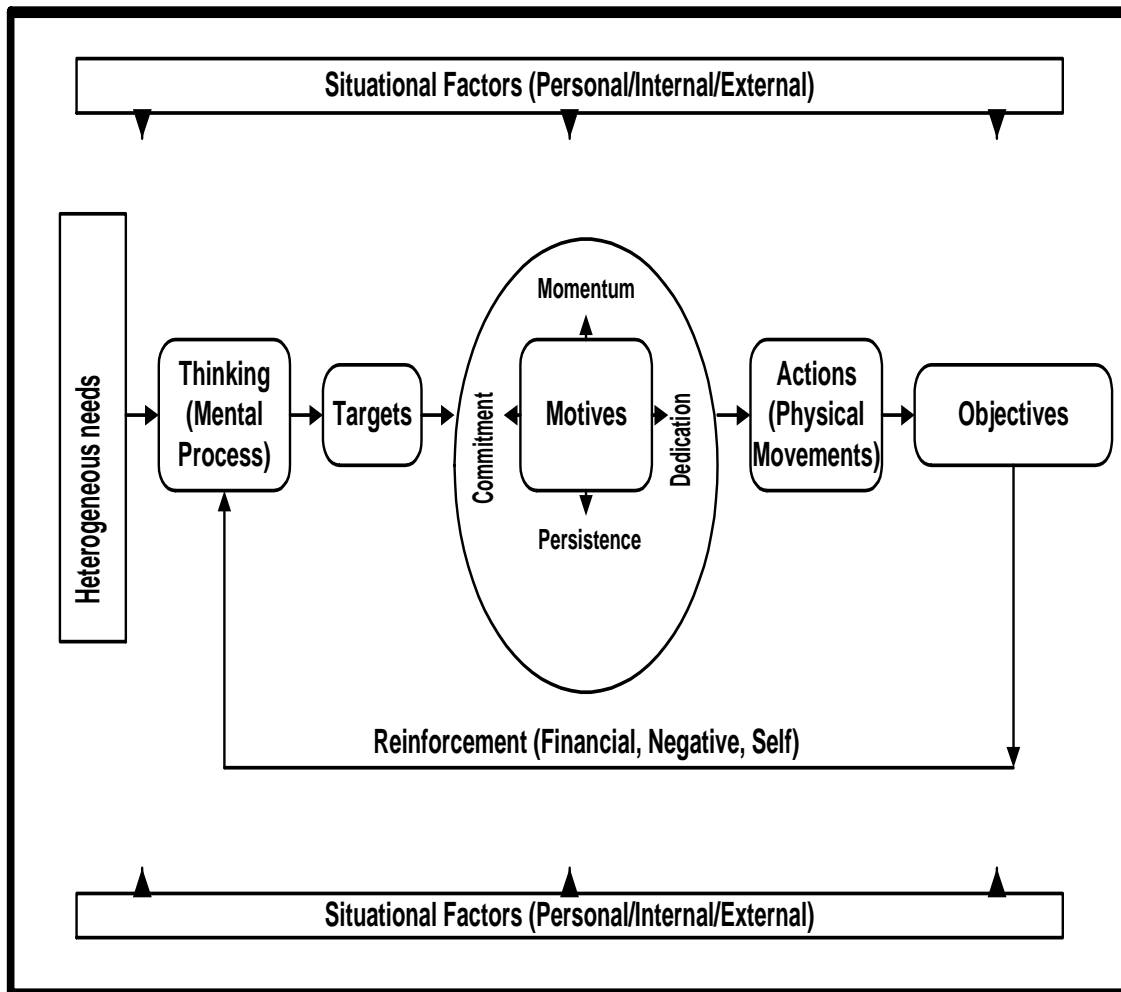 Situational Factors (Personal/Internal/External)
Heterogeneous needs
Thinking
(Mental
Process)
Targets
Momentum
Commitment
Motives
Dedication
Persistence
Actions
(Physical
Movements)
Objectives
Reinforcement (Financial, Negative, Self)
Situational Factors (Personal/Internal/External)